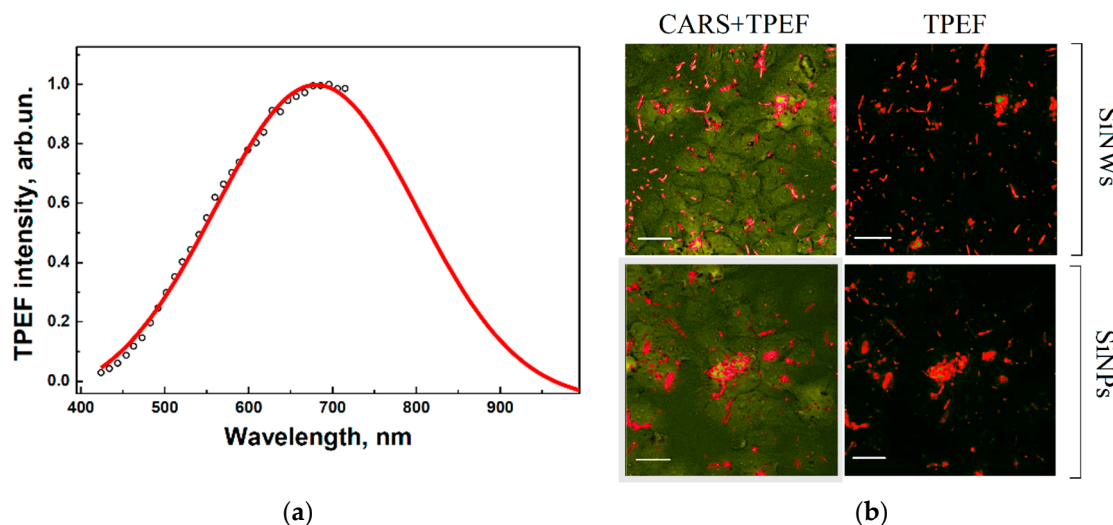 TPEF intensity, arb.un.
1.0
0.8
0.6
0.4
0.2
0.0
400 500 600 700 800 900
Wavelength, nm
(a)
CARS+TPEF TPEF
SiNWs
SiNPs
(b)